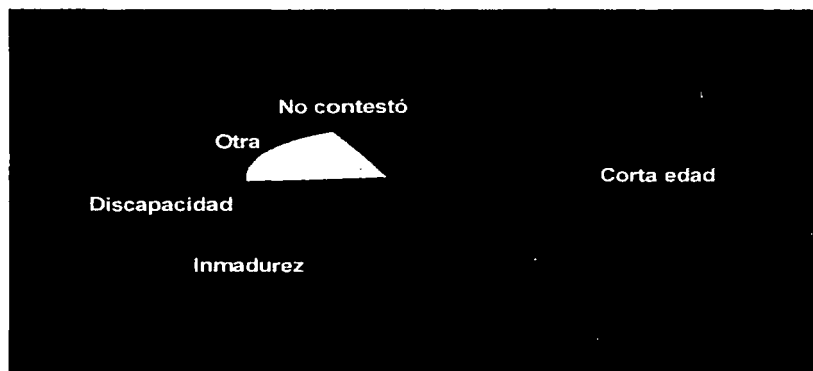 No contestó
Otra
Corta edad
Discapacidad
Inmadurez